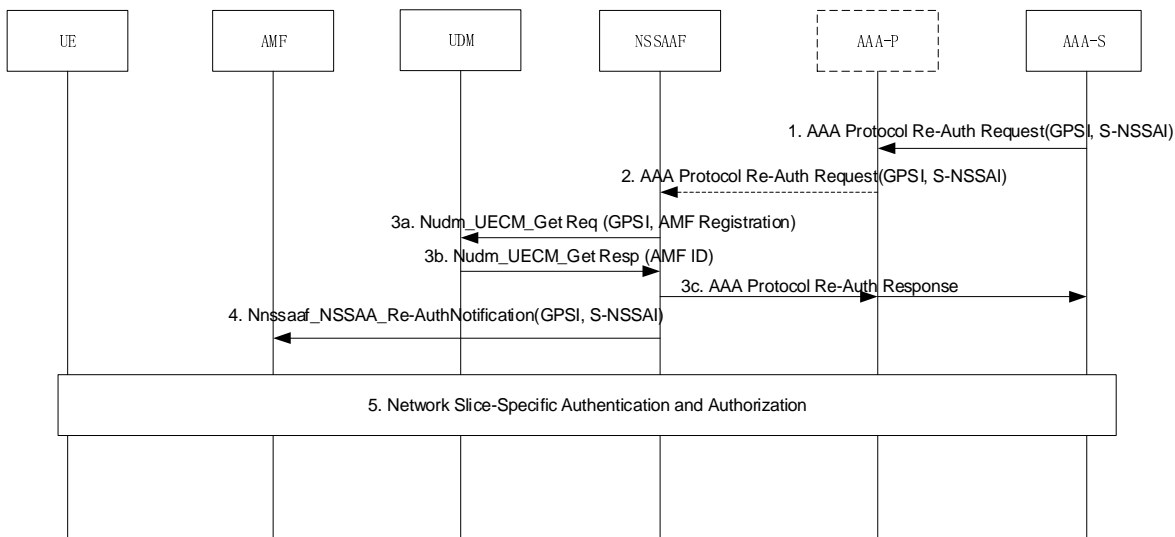 UE AMF UDM NSSAAF AAA-P AAA-S
1. AAA Protocol Re-Auth Request(GPSI, S-NSSAI)
2. AAA Protocol Re-Auth Request(GPSI, S-NSSAI)
3a. Nudm_UECM_Get Req (GPSI, AMF Registration)
3b. Nudm_UECM_Get Resp (AMF ID)
3c. AAA Protocol Re-Auth Response
4. Nnssaaf_NSSAA_Re-AuthNotification(GPSI, S-NSSAI)
5. Network Slice-Specific Authentication and Authorization